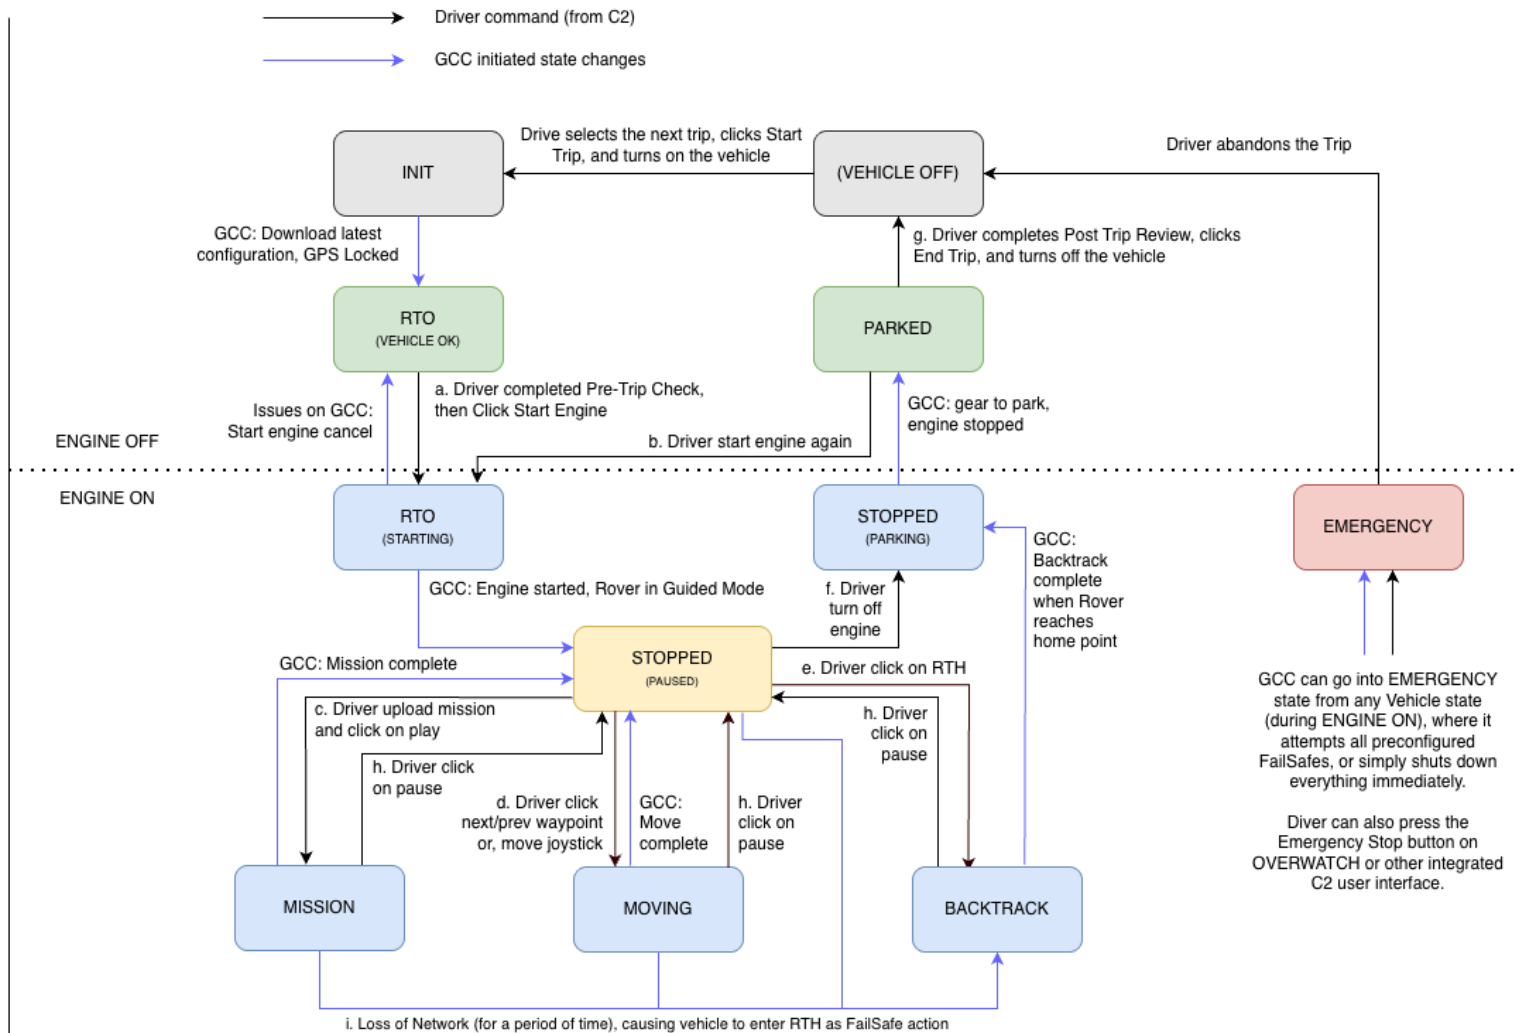 Driver command (from C2)
GCC initiated state changes
Drive selects the next trip, clicks Start
Trip, and turns on the vehicle
Driver abandons the Trip
INIT
(VEHICLE OFF)
GCC: Download latest
configuration, GPS Locked
g. Driver completes Post Trip Review, clicks
End Trip, and turns off the vehicle
RTO
(VEHICLE OK)
PARKED
a. Driver completed Pre-Trip Check,
then Click Start Engine
Issues on GCC:
Start engine cancel
GCC: gear to park,
engine stopped
b. Driver start engine again
ENGINE OFF
ENGINE ON
RTO
(STARTING)
STOPPED
(PARKING)
EMERGENCY
GCC:
Backtrack
complete
when Rover
reaches
home point
GCC: Engine started, Rover in Guided Mode
f. Driver
turn off
engine
STOPPED
(PAUSED)
GCC: Mission complete
e. Driver click on RTH
c. Driver upload mission
and click on play
h. Driver
click on
pause
h. Driver click
on pause
d. Driver click
next/prev waypoint
or, move joystick
GCC:
Move
complete
h. Driver
click on
pause
GCC can go into EMERGENCY
state from any Vehicle state
(during ENGINE ON), where it
attempts all preconfigured
FailSafes, or simply shuts down
everything immediately.
Diver can also press the
Emergency Stop button on
OVERWATCH or other integrated
C2 user interface.
MISSION
MOVING
BACKTRACK
i. Loss of Network (for a period of time), causing vehicle to enter RTH as FailSafe action